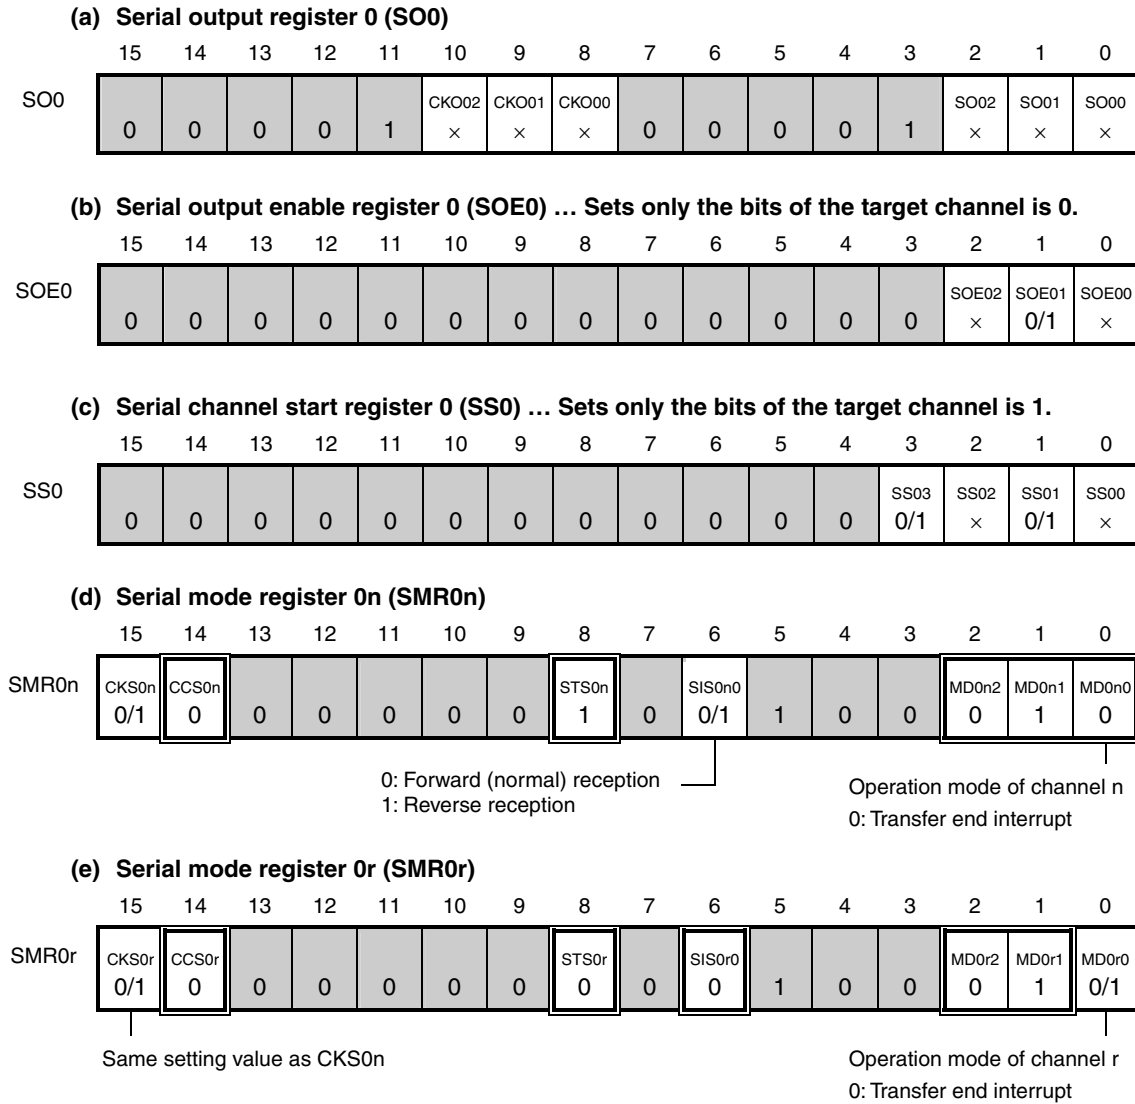 (a) Serial output register 0 (SO0)
15 14 13 12 11 10 9 8 7 6 5 4 3 2 1 0
SO0
CKO02 CKO01 CKO00 SO02 SO01 SO00
0 0 0 0 1 × × × 0 0 0 0 1 × × ×
(b) Serial output enable register 0 (SOE0) … Sets only the bits of the target channel is 0.
15 14 13 12 11 10 9 8 7 6 5 4 3 2 1 0
SOE0
SOE02 SOE01 SOE00
0 0 0 0 0 0 0 0 0 0 0 0 0 × 0/1 ×
(c) Serial channel start register 0 (SS0) … Sets only the bits of the target channel is 1.
15 14 13 12 11 10 9 8 7 6 5 4 3 2 1 0
SS0
SS03 SS02 SS01 SS00
0 0 0 0 0 0 0 0 0 0 0 0 0/1 × 0/1 ×
(d) Serial mode register 0n (SMR0n)
15 14 13 12 11 10 9 8 7 6 5 4 3 2 1 0
SMR0n
CKS0n CCS0n STS0n SIS0n0 MD0n2 MD0n1 MD0n0
0/1 0 0 0 0 0 0 1 0 0/1 1 0 0 0 1 0
0: Forward (normal) reception
1: Reverse reception
Operation mode of channel n
0: Transfer end interrupt
(e) Serial mode register 0r (SMR0r)
15 14 13 12 11 10 9 8 7 6 5 4 3 2 1 0
SMR0r
CKS0r CCS0r STS0r SIS0r0 MD0r2 MD0r1 MD0r0
0/1 0 0 0 0 0 0 0 0 0 1 0 0 0 1 0/1
Same setting value as CKS0n
Operation mode of channel r
0: Transfer end interrupt